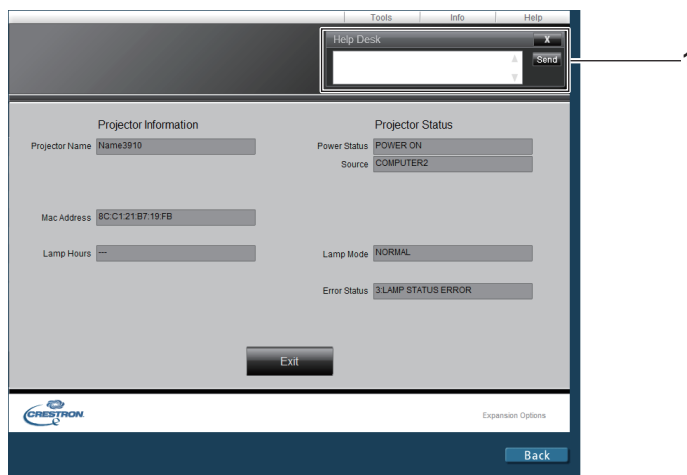 Tools Info Help
Help Desk X
Send
1
Projector Information Projector Status
Projector Name Name3910 Power Status POWER ON
Source COMPUTER2
Mac Address 8C:C1:21:B7:19:FB
Lamp Hours — Lamp Mode NORMAL
Error Status 3:LAMP STATUS ERROR
Exit
CRESTRON. Expansion Options
Back